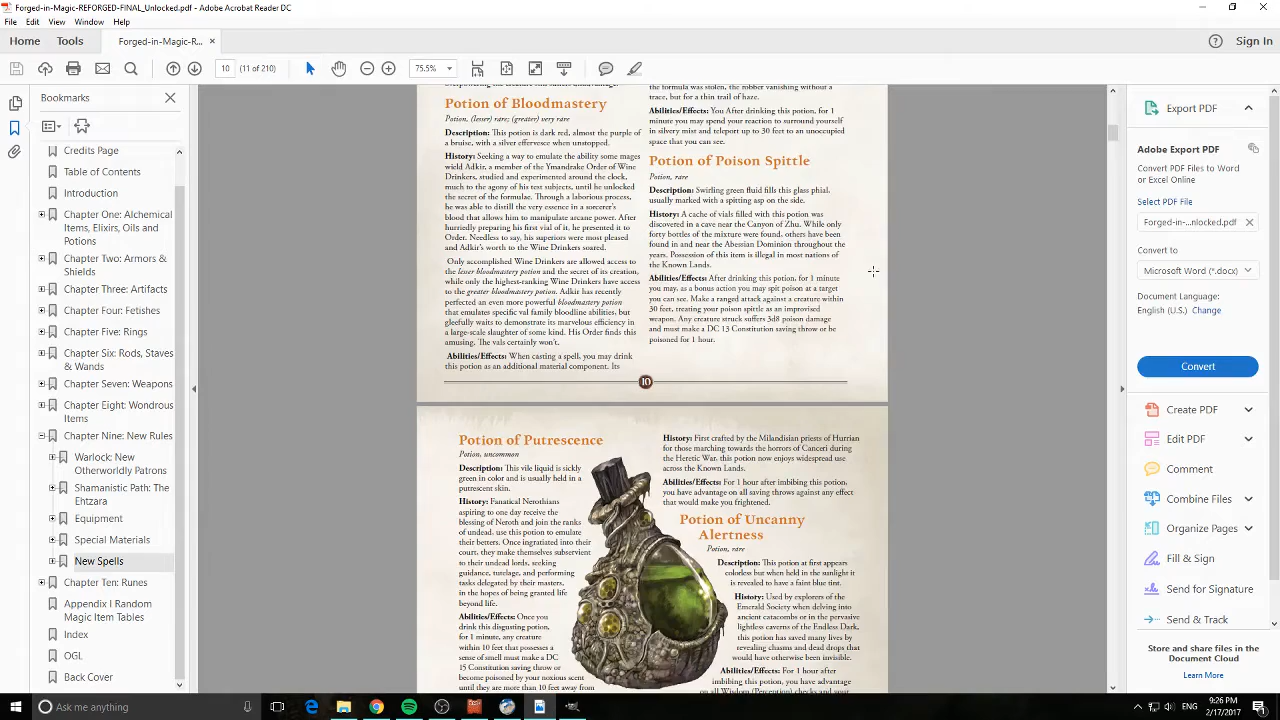 Forged-in-Magic-REFORGED-FINAL_Unlocked.pdf - Adobe Acrobat Reader DC
File Edit View Window Help
Home Tools Forged-in-Magic-R... × Sign In
10 (11 of 210) 75.5%
Bookmarks
Credits Page
Table of Contents
Introduction
Chapter One: Alchemical
Items, Elixirs, Oils and
Potions
Chapter Two: Armors &
Shields
Chapter Three: Artifacts
Chapter Four: Fetishes
Chapter Five: Rings
Chapter Six: Rods, Staves
& Wands
Chapter Seven: Weapons
Chapter Eight: Wondrous
Items
Chapter Nine: New Rules
Warlock: New
Otherworldly Patrons
Shamanistic Path: The
Entzara
Equipment
Special Materials
New Spells
Chapter Ten: Runes
Appendix I Random
Magic Item Tables
Index
OGL
Back Cover
Potion of Bloodmastery
Potion, (lesser) rare; (greater) very rare
Description: This potion is dark red, almost the purple of
a bruise, with a silver effervesce when unstopped.
History: Seeking a way to emulate the ability some mages
wield Adkir, a member of the Ymandrake Order of Wine
Drinkers, studied and experimented around the clock,
much to the agony of his test subjects, until he unlocked
the secret of the formulae. Through a laborious process,
he was able to distill the very essence in a sorcerer's
blood that allows him to manipulate arcane power. After
hurriedly preparing his first vial of it, he presented it to
Order. Needless to say, his superiors were most pleased
and Adkir's worth to the Wine Drinkers soared.
Only accomplished Wine Drinkers are allowed access to
the lesser bloodmastery potion and the secret of its creation,
while only the highest-ranking Wine Drinkers have access
to the greater bloodmastery potion. Adkir has recently
perfected an even more powerful bloodmastery potion
that emulates specific val family bloodline abilities, but
gleefully waits to demonstrate its marvelous efficiency in
a large-scale slaughter of some kind. His Order finds this
amusing. The vals certainly won't.
Abilities/Effects: When casting a spell, you may drink
this potion as an additional material component. Its
the formula was stolen, the robber vanishing without a
trace, but for a thin trail of haze.
Abilities/Effects: You After drinking this potion, for 1
minute you may spend your reaction to surround yourself
in silvery mist and teleport up to 30 feet to an unoccupied
space that you can see.
Potion of Poison Spittle
Potion, rare
Description: Swirling green fluid fills this glass phial,
usually marked with a spitting asp on the side.
History: A cache of vials filled with this potion was
discovered in a cave near the Canyon of Zhu. While only
forty bottles of the mixture were found, others have been
found in and near the Abessian Dominion throughout the
years. Possession of this item is illegal in most nations of
the Known Lands.
Abilities/Effects: After drinking this potion, for 1 minute
you may, as a bonus action you may spit poison at a target
you can see. Make a ranged attack against a creature within
30 feet, treating your poison spittle as an improvised
weapon. Any creature struck suffers 3d8 poison damage
and must make a DC 13 Constitution saving throw or be
poisoned for 1 hour.
10
Potion of Putrescence
Potion, uncommon
Description: This vile liquid is sickly
green in color and is usually held in a
putrescent skin.
History: Fanatical Nerothians
aspiring to one day receive the
blessing of Neroth and join the ranks
of undead, use this potion to emulate
their betters. Once ingratiated into their
court, they make themselves subservient
to their undead lords, seeking
guidance, tutelage, and performing
tasks delegated by their masters,
in the hopes of being granted life
beyond life.
Abilities/Effects: Once you
drink this disgusting potion,
for 1 minute, any creature
within 10 feet that possesses a
sense of smell must make a DC
15 Constitution saving throw or
become poisoned by your noxious scent
until they are more than 10 feet away from
History: First crafted by the Milandisian priests of Hurrian
for those marching towards the horrors of Canceri during
the Heretic War, this potion now enjoys widespread use
across the Known Lands.
Abilities/Effects: For 1 hour after imbibing this potion,
you have advantage on all saving throws against any effect
that would make you frightened.
Potion of Uncanny
Alertness
Potion, rare
Description: This potion at first appears
colorless but when held in the sunlight it
is revealed to have a faint blue tint.
History: Used by explorers of the
Emerald Society when delving into
ancient catacombs or in the pervasive
lightless caverns of the Endless Dark,
this potion has saved many lives by
revealing chasms and dead drops that
would have otherwise been invisible.
Abilities/Effects: For 1 hour after
imbibing this potion, you have advantage
on all Wisdom (Perception) checks and your
Export PDF
Adobe Export PDF
Convert PDF Files to Word
or Excel Online
Select PDF File
Forged-in-...nlocked.pdf ×
Convert to
Microsoft Word (*.docx)
Document Language:
English (U.S.) Change
Convert
Create PDF
Edit PDF
Comment
Combine Files
Organize Pages
Fill & Sign
Send for Signature
Send & Track
Store and share files in the
Document Cloud
Learn More
Ask me anything
9:26 PM
2/17/2017